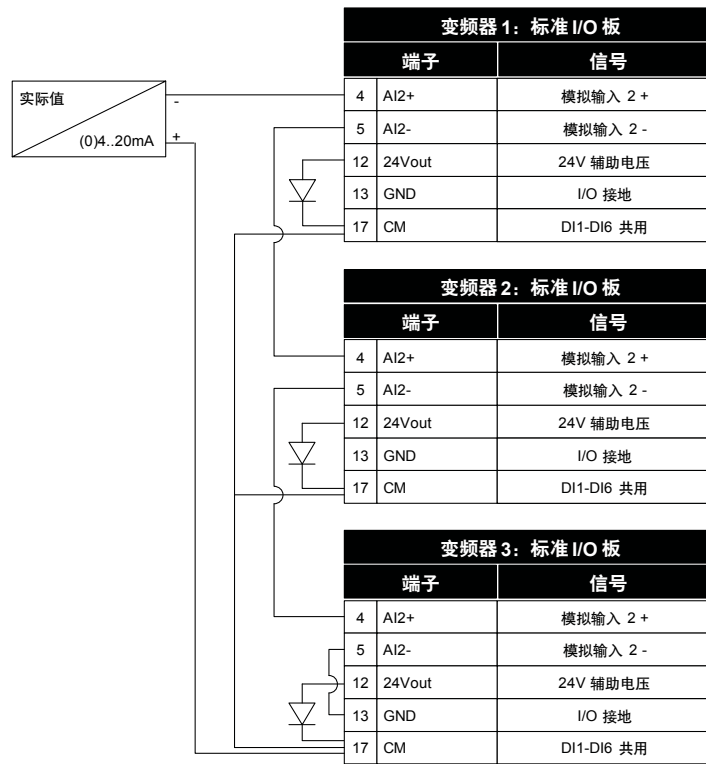 实际值
-
+
(0)4..20mA
变频器 1：标准 I/O 板
端子 信号
4 AI2+ 模拟输入 2 +
5 AI2- 模拟输入 2 -
12 24Vout 24V 辅助电压
13 GND I/O 接地
17 CM DI1-DI6 共用
变频器 2：标准 I/O 板
端子 信号
4 AI2+ 模拟输入 2 +
5 AI2- 模拟输入 2 -
12 24Vout 24V 辅助电压
13 GND I/O 接地
17 CM DI1-DI6 共用
变频器 3：标准 I/O 板
端子 信号
4 AI2+ 模拟输入 2 +
5 AI2- 模拟输入 2 -
12 24Vout 24V 辅助电压
13 GND I/O 接地
17 CM DI1-DI6 共用